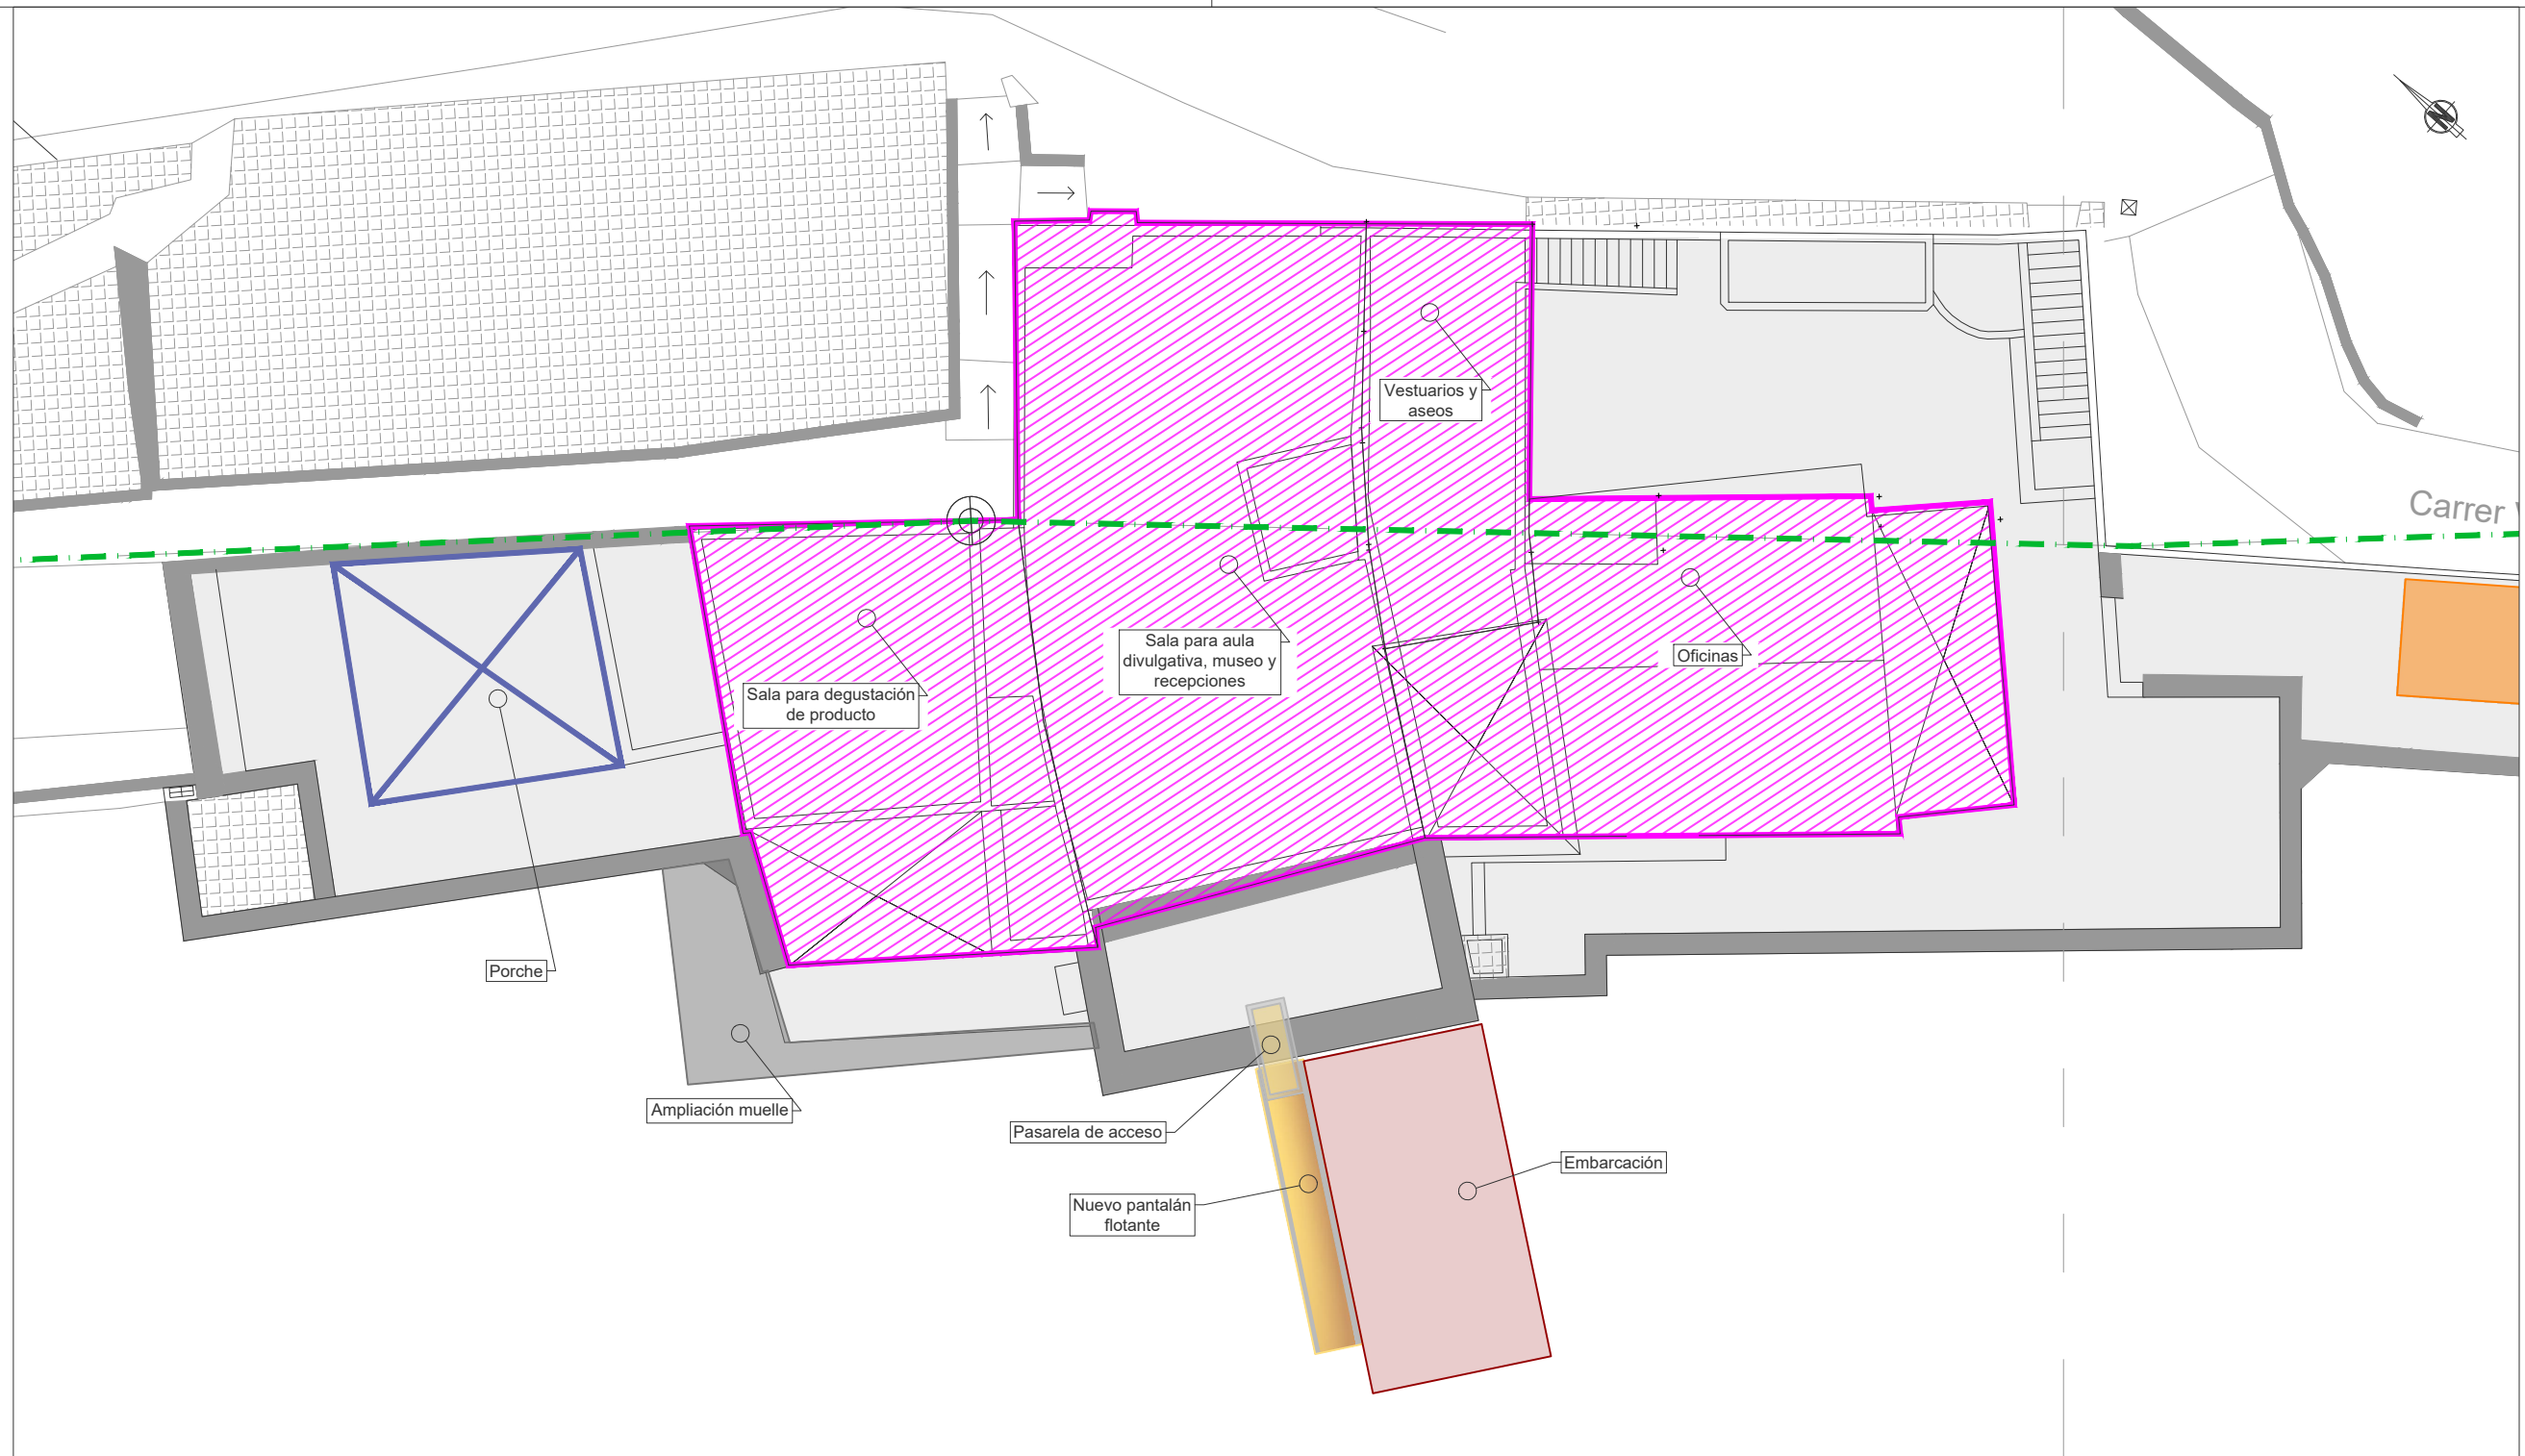 N
Vestuarios y
aseos
Carrer
Sala para aula
divulgativa, museo y
recepciones
Oficinas
Sala para degustación
de producto
Porche
Ampliación muelle
Pasarela de acceso
Embarcación
Nuevo pantalán
flotante